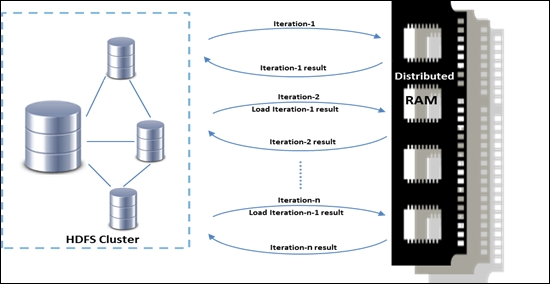 Iteration-1
Iteration-1 result
Distributed
RAM
Iteration-2
Load Iteration-1 result
Iteration-2 result
Iteration-n
Load Iteration-n-1 result
Iteration-n result
HDFS Cluster